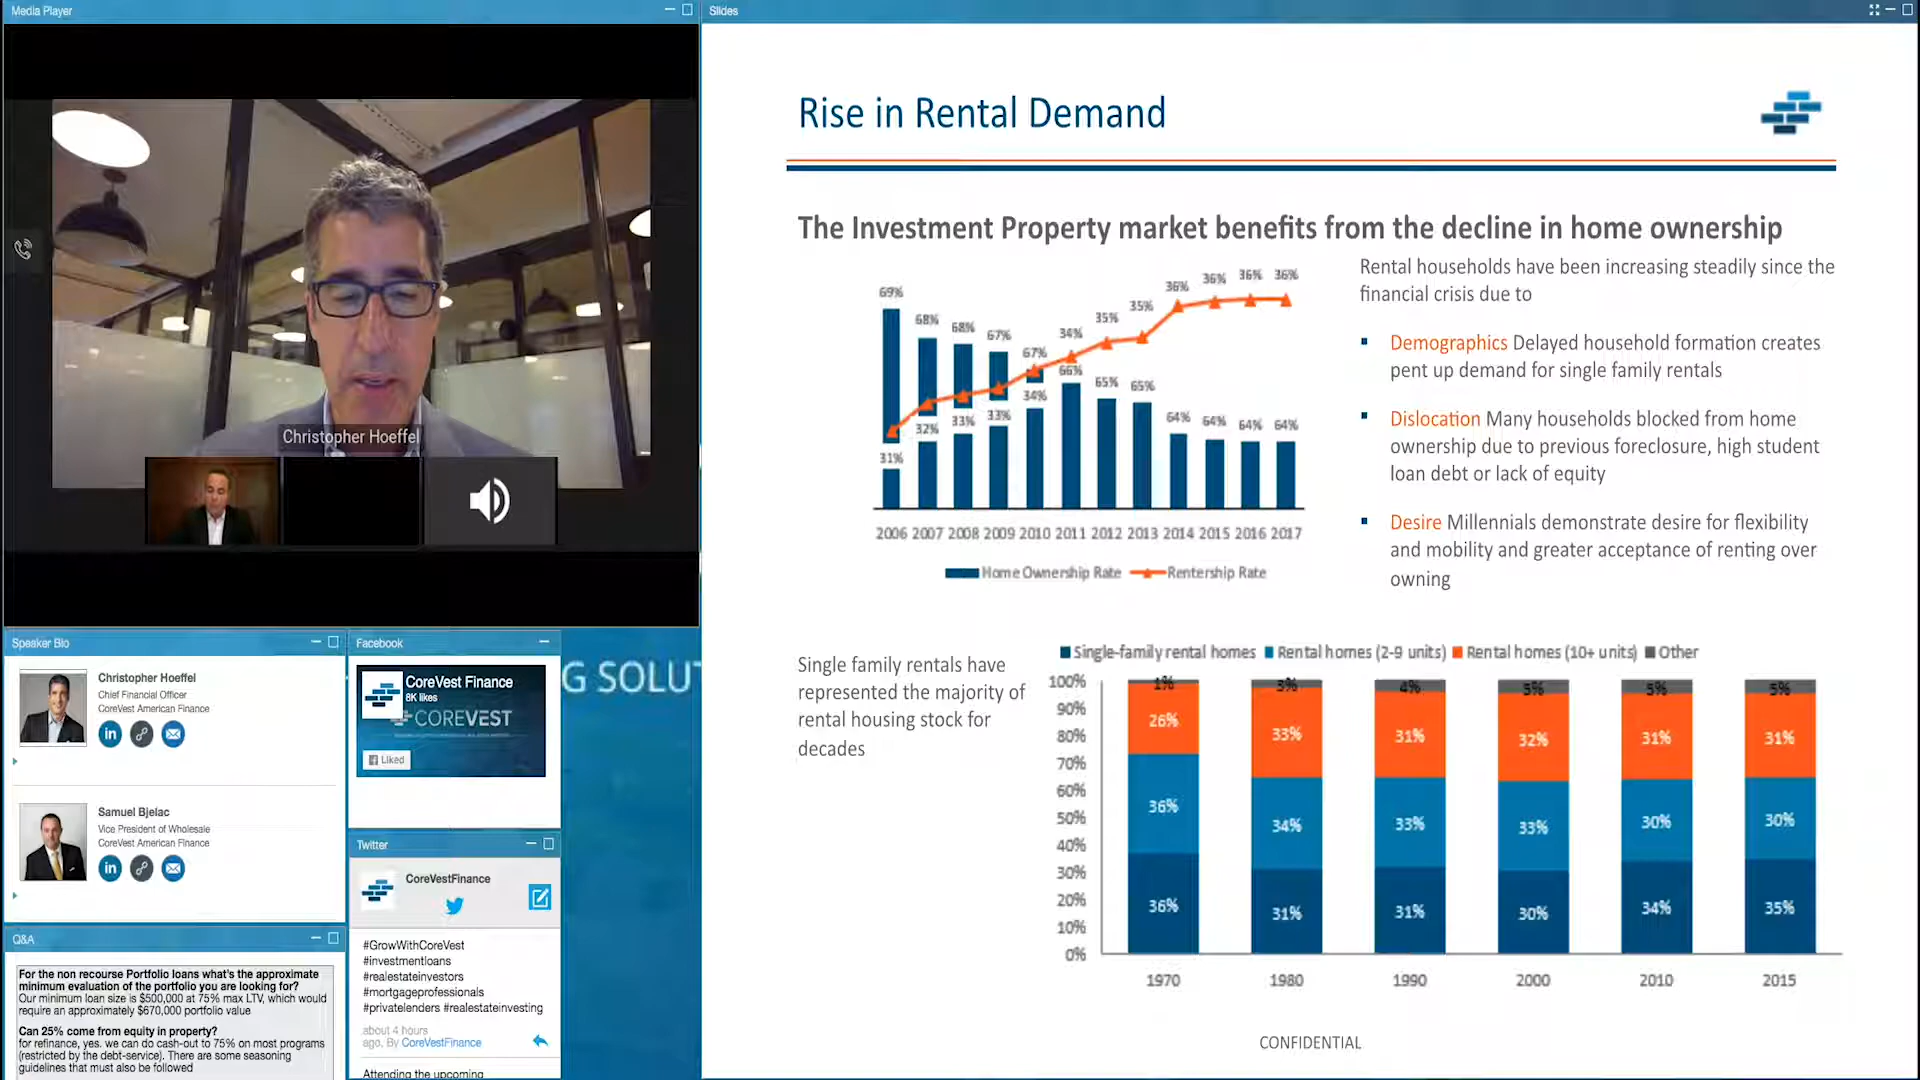 Media Player
Slides
Christopher Hoeffel
Rise in Rental Demand
The Investment Property market benefits from the decline in home ownership
69%
68%
68%
67%
67%
66%
65%
65%
64%
64%
64%
64%
31%
32%
33%
33%
34%
34%
35%
35%
36%
36%
36%
36%
2006 2007 2008 2009 2010 2011 2012 2013 2014 2015 2016 2017
Home Ownership Rate
Rentership Rate
Rental households have been increasing steadily since the
financial crisis due to
Demographics Delayed household formation creates
pent up demand for single family rentals
Dislocation Many households blocked from home
ownership due to previous foreclosure, high student
loan debt or lack of equity
Desire Millennials demonstrate desire for flexibility
and mobility and greater acceptance of renting over
owning
Single family rentals have
represented the majority of
rental housing stock for
decades
Single-family rental homes
Rental homes (2-9 units)
Rental homes (10+ units)
Other
100%
90%
80%
70%
60%
50%
40%
30%
20%
10%
0%
1% 3% 4% 5% 5% 5%
26% 33% 31% 32% 31% 31%
36% 34% 33% 33% 30% 30%
36% 31% 31% 30% 34% 35%
1970 1980 1990 2000 2010 2015
CONFIDENTIAL
Speaker Bio
Christopher Hoeffel
Chief Financial Officer
CoreVest American Finance
in
Samuel Bjelac
Vice President of Wholesale
CoreVest American Finance
in
Q&A
For the non recourse Portfolio loans what's the approximate
minimum evaluation of the portfolio you are looking for?
Our minimum loan size is $500,000 at 75% max LTV, which would
require an approximately $670,000 portfolio value
Can 25% come from equity in property?
for refinance, yes. we can do cash-out to 75% on most programs
(restricted by the debt-service). There are some seasoning
guidelines that must also be followed
Facebook
CoreVest Finance
8K likes
COREVEST
Liked
G SOLUT
Twitter
CoreVestFinance
#GrowWithCoreVest
#investmentloans
#realestateinvestors
#mortgageprofessionals
#privatelenders #realestateinvesting
about 4 hours
ago. By CoreVestFinance
Attending the upcoming